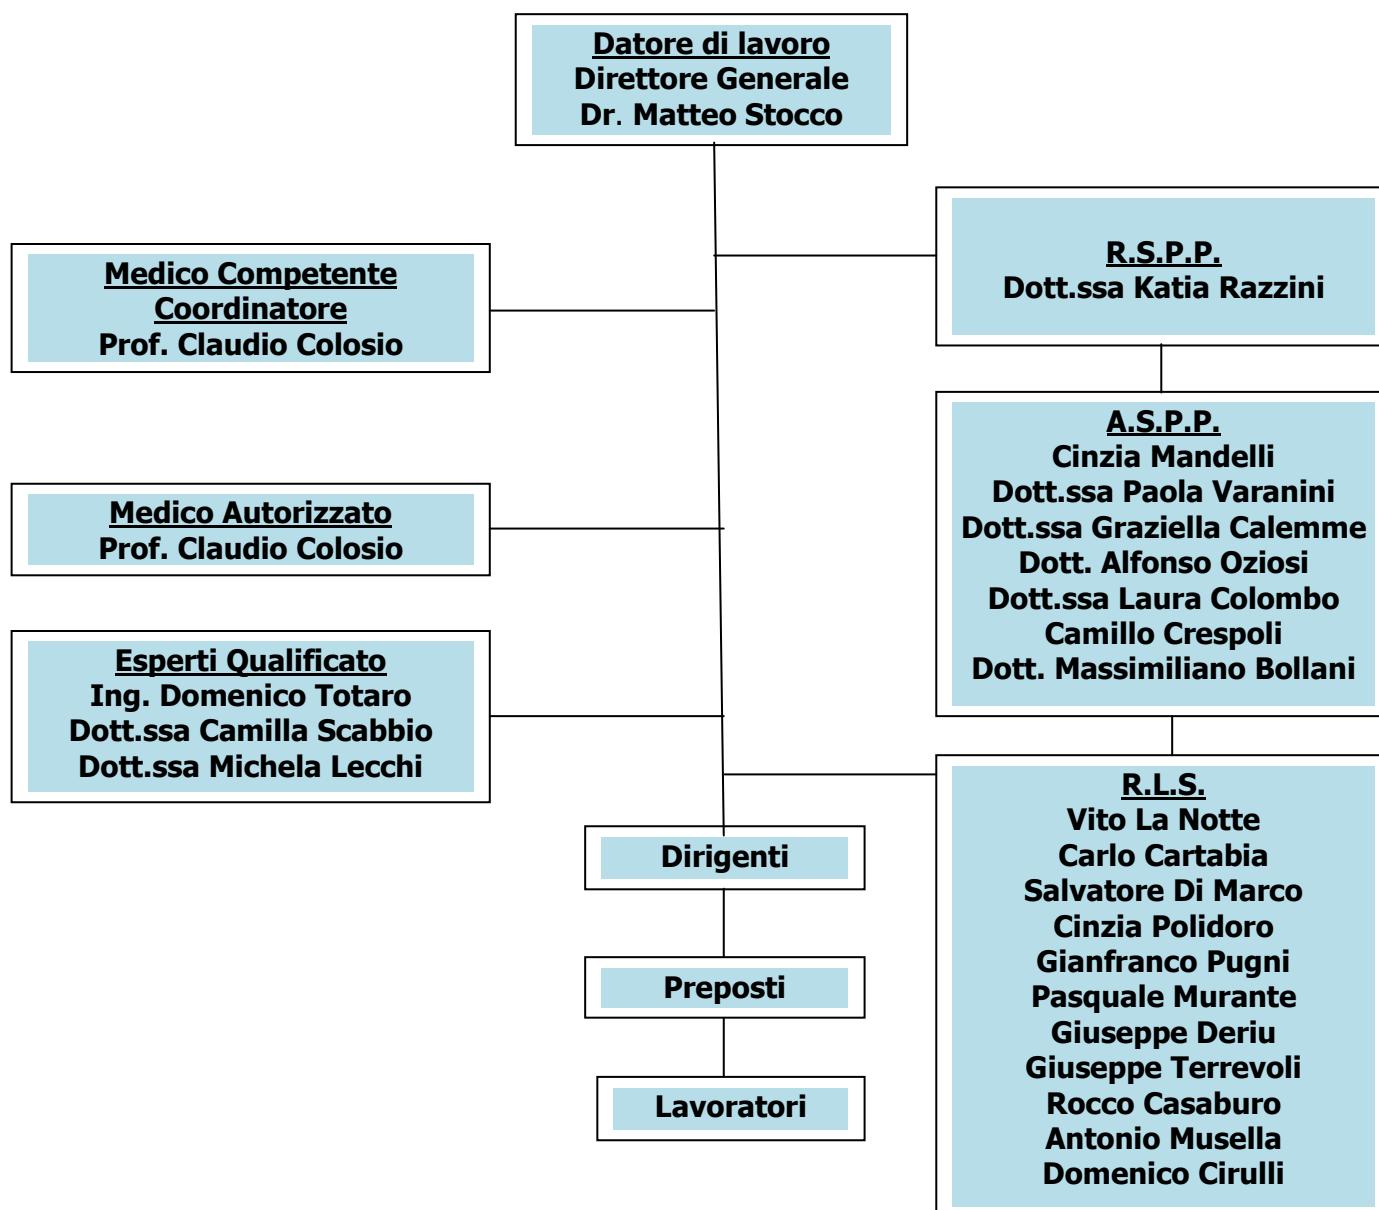 Datore di lavoro
Direttore Generale
Dr. Matteo Stocco
R.S.P.P.
Dott.ssa Katia Razzini
Medico Competente
Coordinatore
Prof. Claudio Colosio
A.S.P.P.
Cinzia Mandelli
Dott.ssa Paola Varanini
Dott.ssa Graziella Calemme
Dott. Alfonso Oziosi
Dott.ssa Laura Colombo
Camillo Crespoli
Dott. Massimiliano Bollani
Medico Autorizzato
Prof. Claudio Colosio
Esperti Qualificato
Ing. Domenico Totaro
Dott.ssa Camilla Scabbio
Dott.ssa Michela Lecchi
R.L.S.
Vito La Notte
Carlo Cartabia
Salvatore Di Marco
Cinzia Polidoro
Gianfranco Pugni
Pasquale Murante
Giuseppe Deriu
Giuseppe Terrevoli
Rocco Casaburo
Antonio Musella
Domenico Cirulli
Dirigenti
Preposti
Lavoratori